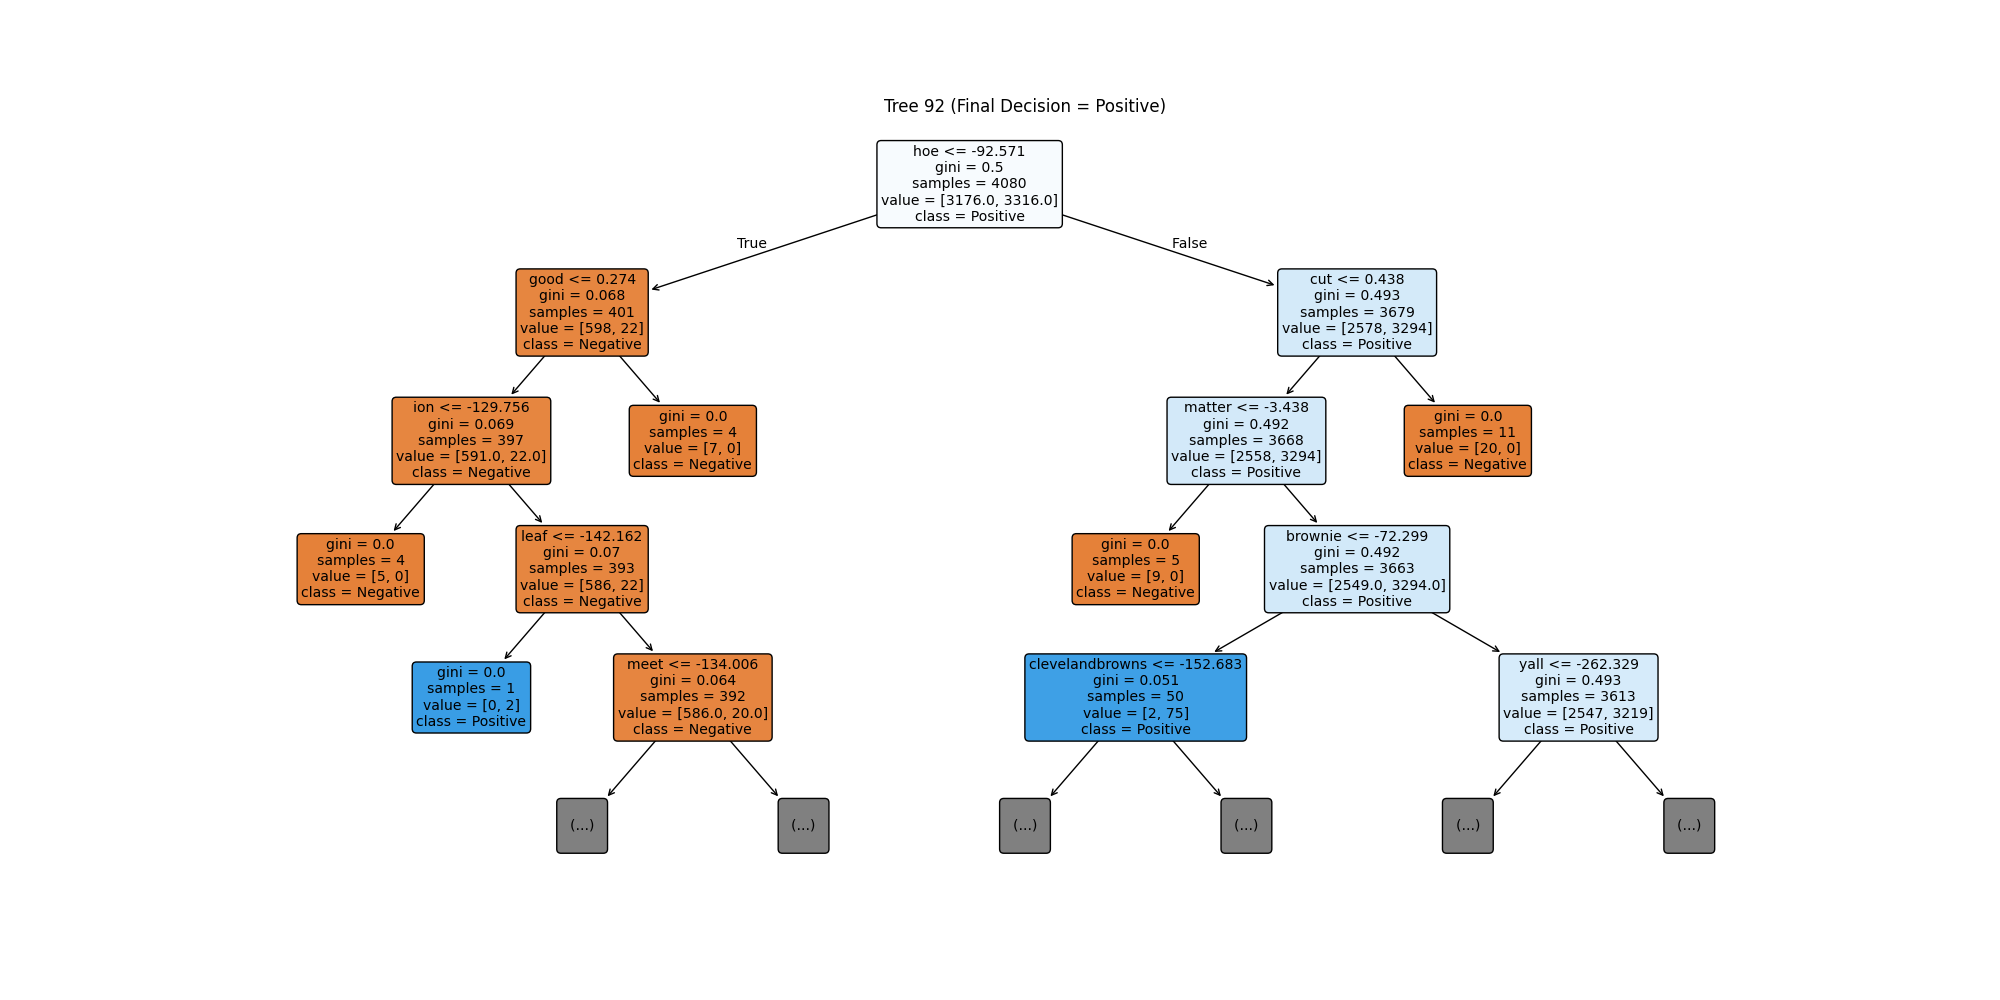 Tree 92 (Final Decision = Positive)
hoe <= -92.571
gini = 0.5
samples = 4080
value = [3176.0, 3316.0]
class = Positive
True
False
good <= 0.274
gini = 0.068
samples = 401
value = [598, 22]
class = Negative
cut <= 0.438
gini = 0.493
samples = 3679
value = [2578, 3294]
class = Positive
ion <= -129.756
gini = 0.069
samples = 397
value = [591.0, 22.0]
class = Negative
gini = 0.0
samples = 4
value = [7, 0]
class = Negative
matter <= -3.438
gini = 0.492
samples = 3668
value = [2558, 3294]
class = Positive
gini = 0.0
samples = 11
value = [20, 0]
class = Negative
gini = 0.0
samples = 4
value = [5, 0]
class = Negative
leaf <= -142.162
gini = 0.07
samples = 393
value = [586, 22]
class = Negative
gini = 0.0
samples = 5
value = [9, 0]
class = Negative
brownie <= -72.299
gini = 0.492
samples = 3663
value = [2549.0, 3294.0]
class = Positive
gini = 0.0
samples = 1
value = [0, 2]
class = Positive
meet <= -134.006
gini = 0.064
samples = 392
value = [586.0, 20.0]
class = Negative
clevelandbrowns <= -152.683
gini = 0.051
samples = 50
value = [2, 75]
class = Positive
yall <= -262.329
gini = 0.493
samples = 3613
value = [2547, 3219]
class = Positive
(...)
(...)
(...)
(...)
(...)
(...)